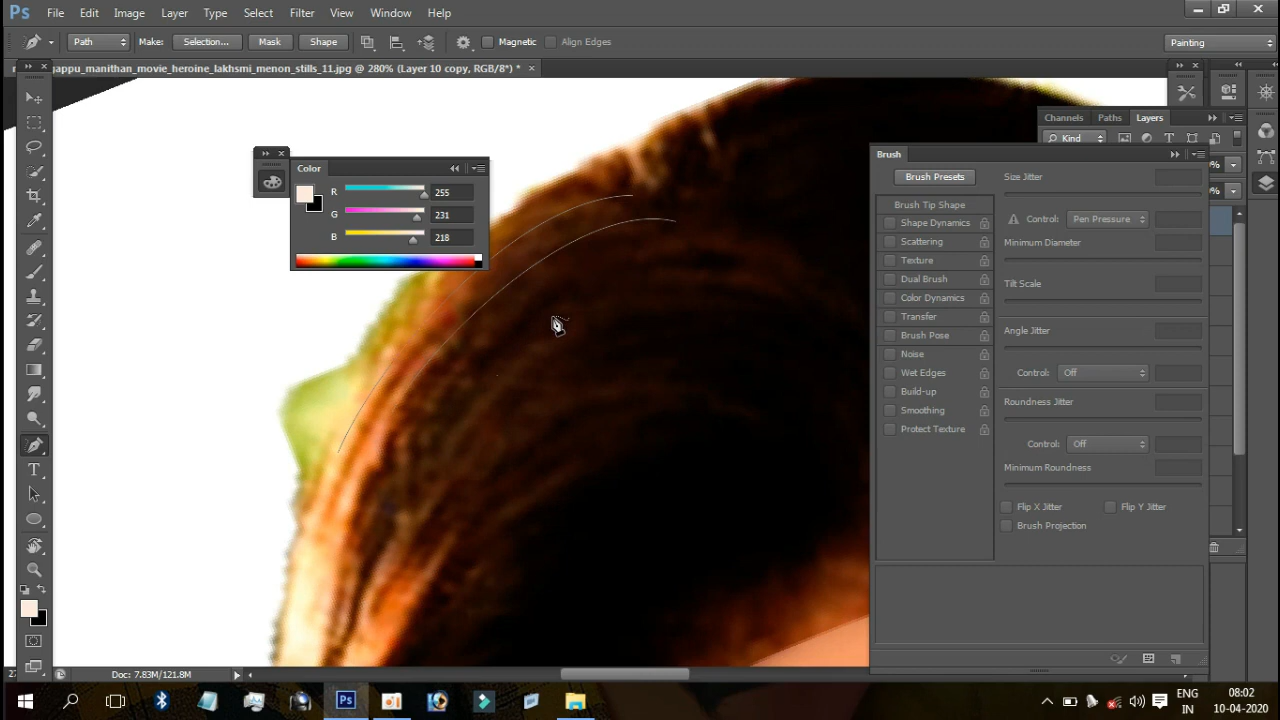 Ps File Edit Image Layer Type Select Filter View Window Help
Path Make: Selection... Mask Shape Magnetic Align Edges Painting
gappu_manithan_movie_heroine_lakhsmi_menon_stills_11.jpg @ 280% (Layer 10 copy, RGB/8*) *
Channels Paths Layers
Kind
Color
R 255
G 231
B 218
Brush
Brush Presets
Brush Tip Shape
Shape Dynamics
Scattering
Texture
Dual Brush
Color Dynamics
Transfer
Brush Pose
Noise
Wet Edges
Build-up
Smoothing
Protect Texture
Size Jitter
Control: Pen Pressure
Minimum Diameter
Tilt Scale
Angle Jitter
Control: Off
Roundness Jitter
Control: Off
Minimum Roundness
Flip X Jitter Flip Y Jitter
Brush Projection
Doc: 7.83M/121.8M
Ps
ENG
IN
08:02
10-04-2020